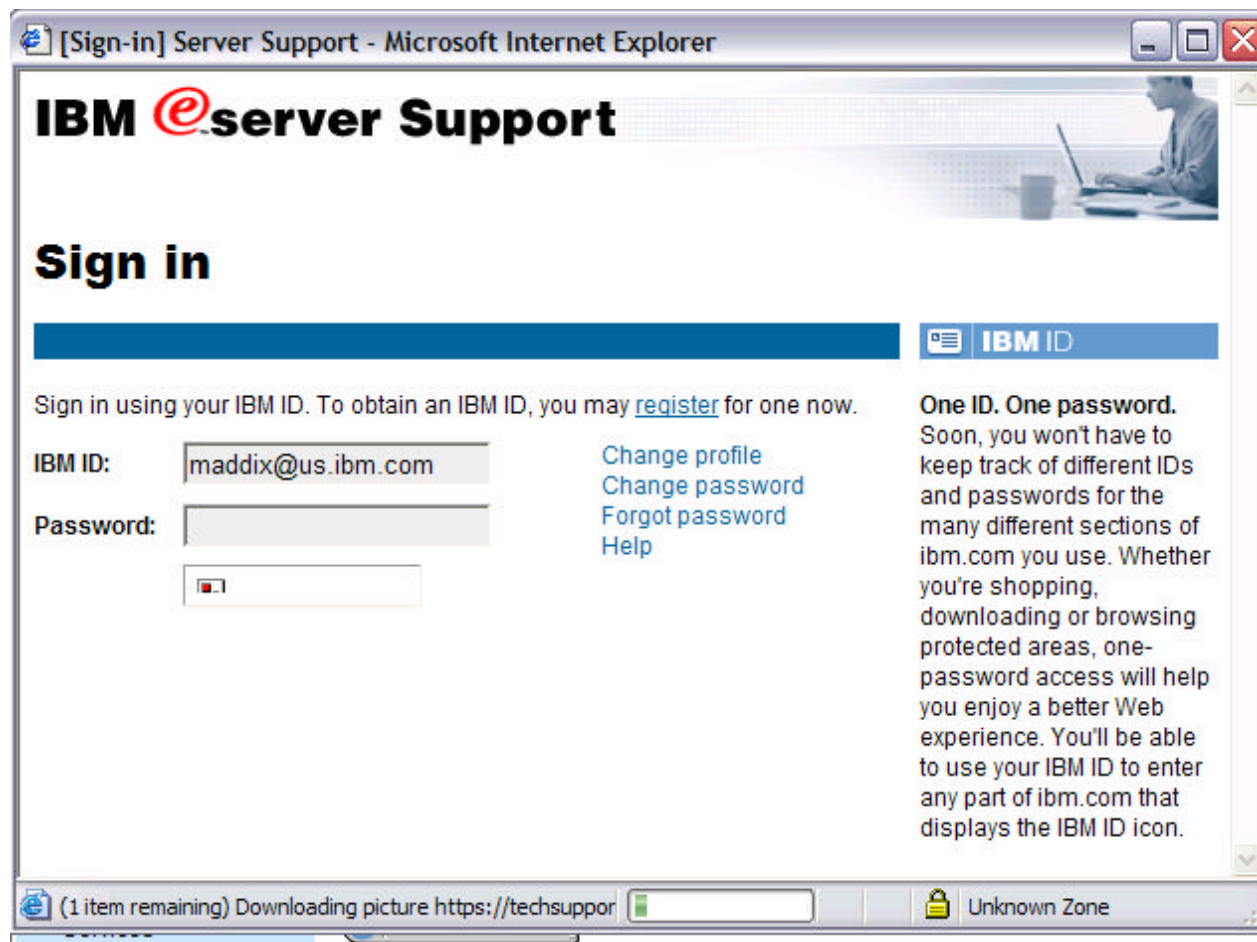 [Sign-in] Server Support - Microsoft Internet Explorer
IBM eserver Support
Sign in
IBM ID
Sign in using your IBM ID. To obtain an IBM ID, you may register for one now.
IBM ID:
maddix@us.ibm.com
Password:
Change profile
Change password
Forgot password
Help
One ID. One password.
Soon, you won't have to
keep track of different IDs
and passwords for the
many different sections of
ibm.com you use. Whether
you're shopping,
downloading or browsing
protected areas, one-
password access will help
you enjoy a better Web
experience. You'll be able
to use your IBM ID to enter
any part of ibm.com that
displays the IBM ID icon.
(1 item remaining) Downloading picture https://techsuppor
Unknown Zone